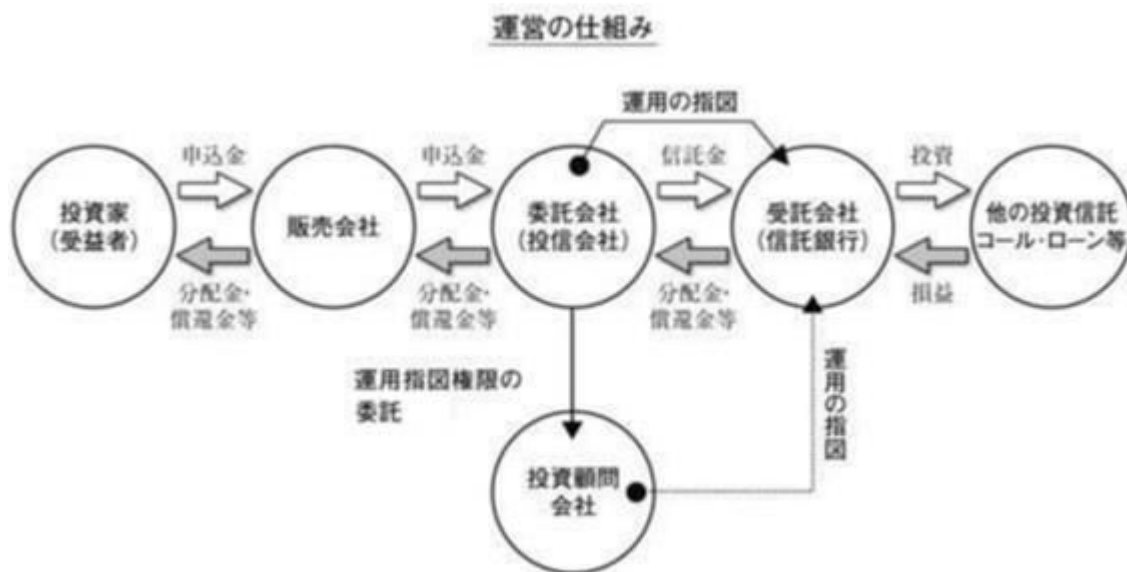 運営の仕組み
運用の指図
申込金
申込金
信託金
投資
投資家
(受益者)
販売会社
委託会社
(投信会社)
受託会社
(信託銀行)
他の投資信託
コール・ローン等
分配金・
償還金等
分配金・
償還金等
分配金・
償還金等
損益
運用指図権限の
委託
運用の指図
投資顧問
会社